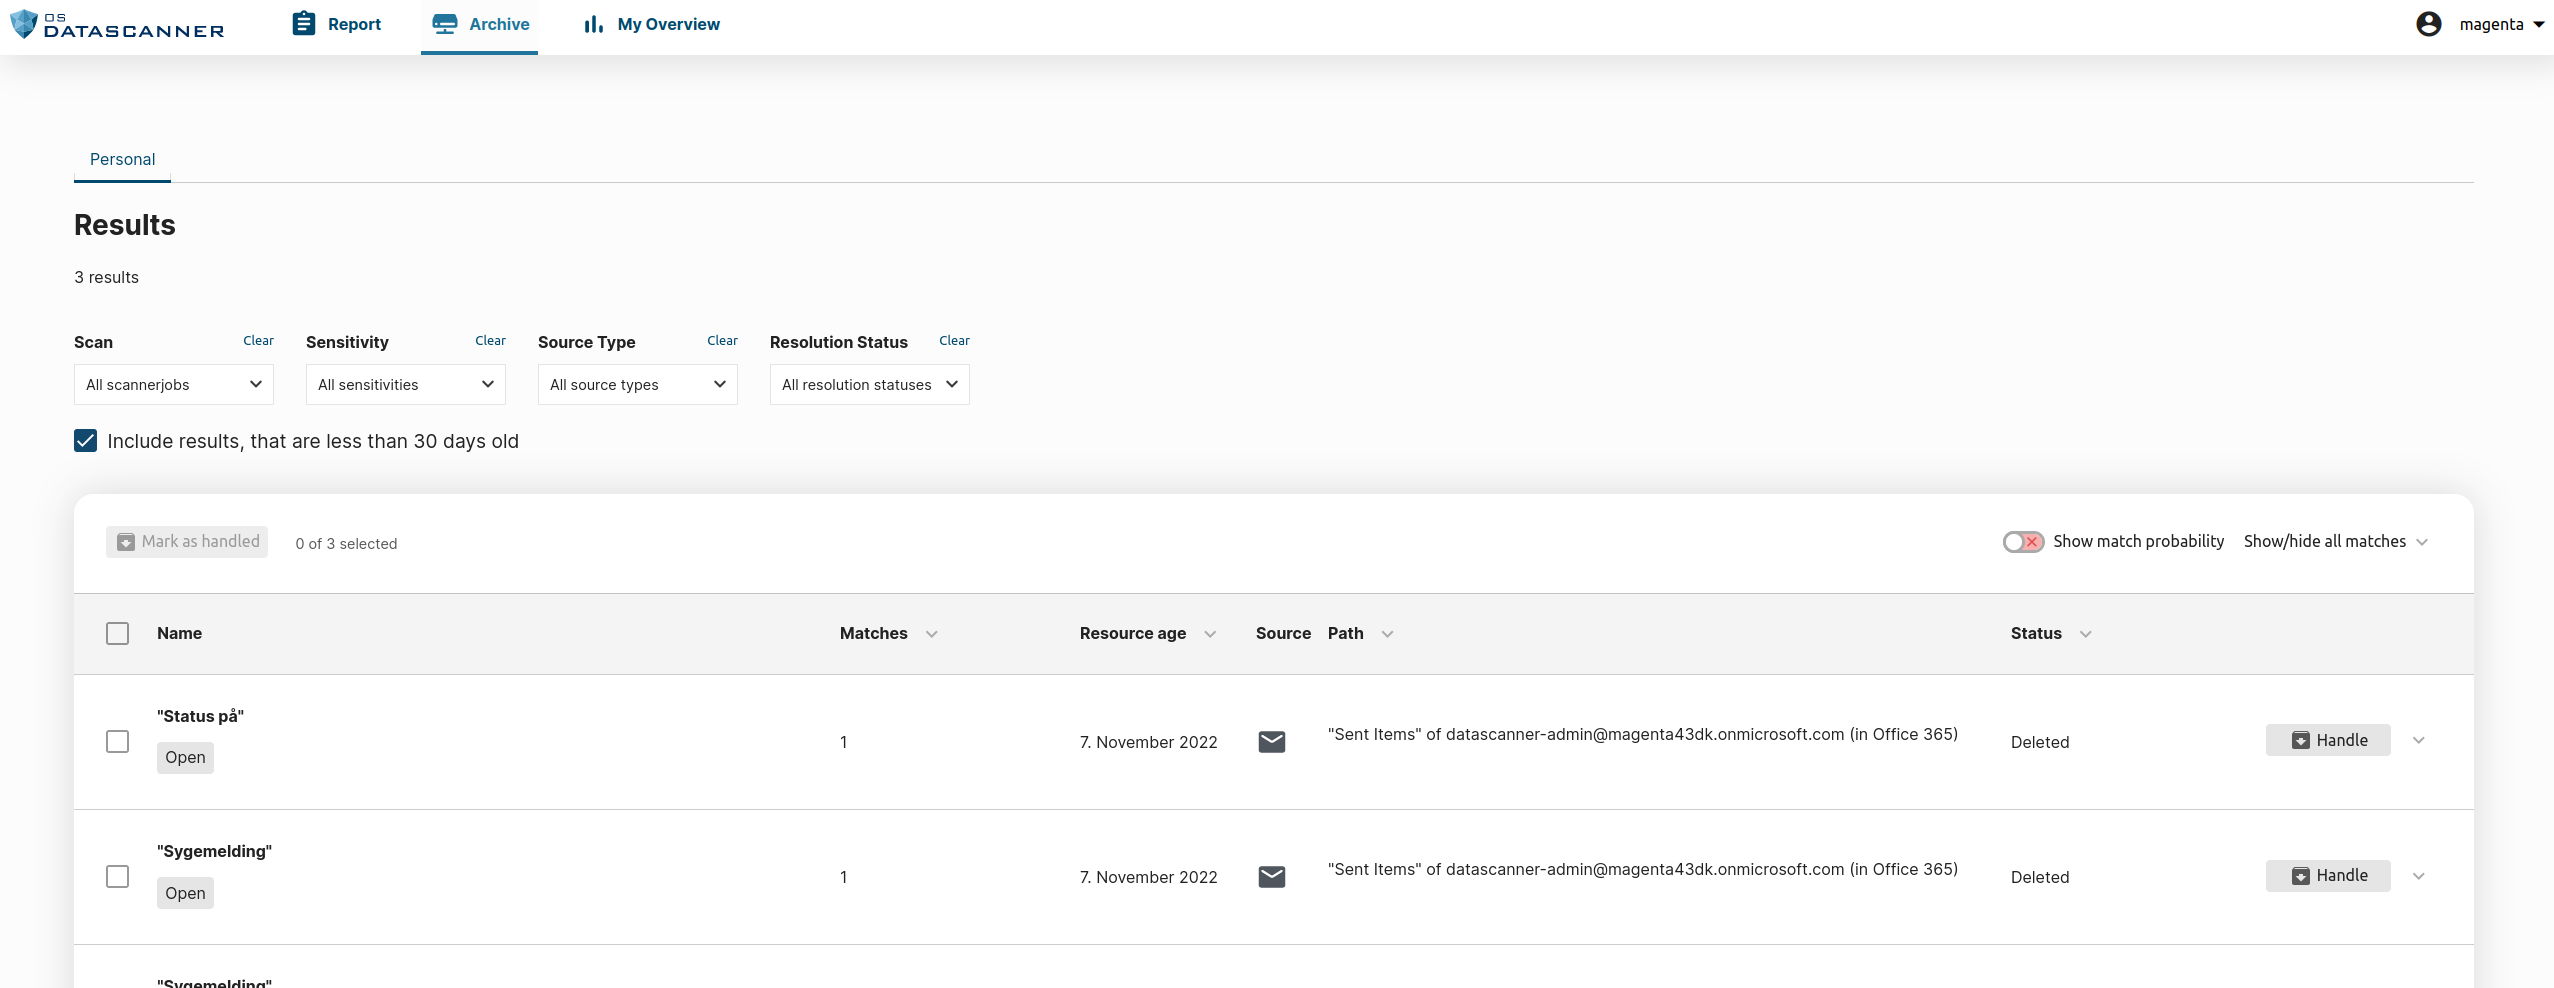 OS
DATASCANNER
Report
Archive
My Overview
magenta
Personal
Results
3 results
Scan Clear
Sensitivity Clear
Source Type Clear
Resolution Status Clear
All scannerjobs
All sensitivities
All source types
All resolution statuses
Include results, that are less than 30 days old
Mark as handled
0 of 3 selected
Show match probability
Show/hide all matches
Name Matches Resource age Source Path Status
"Status på"
Open
1
7. November 2022
"Sent Items" of datascanner-admin@magenta43dk.onmicrosoft.com (in Office 365)
Deleted
Handle
"Sygemelding"
Open
1
7. November 2022
"Sent Items" of datascanner-admin@magenta43dk.onmicrosoft.com (in Office 365)
Deleted
Handle
"Sygemelding"